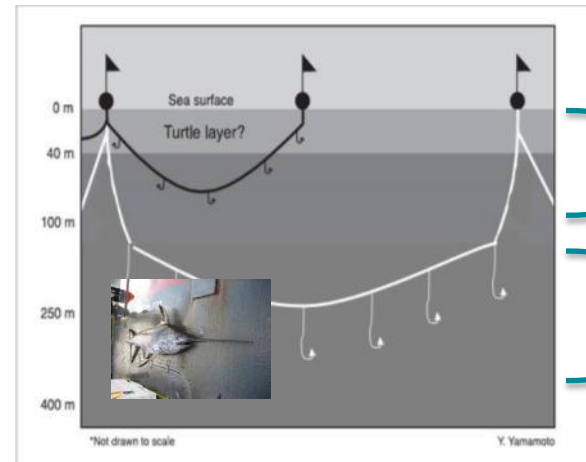 Sea surface
0 m
Turtle layer?
40 m
100 m
250 m
400 m
*Not drawn to scale
Y. Yamamoto